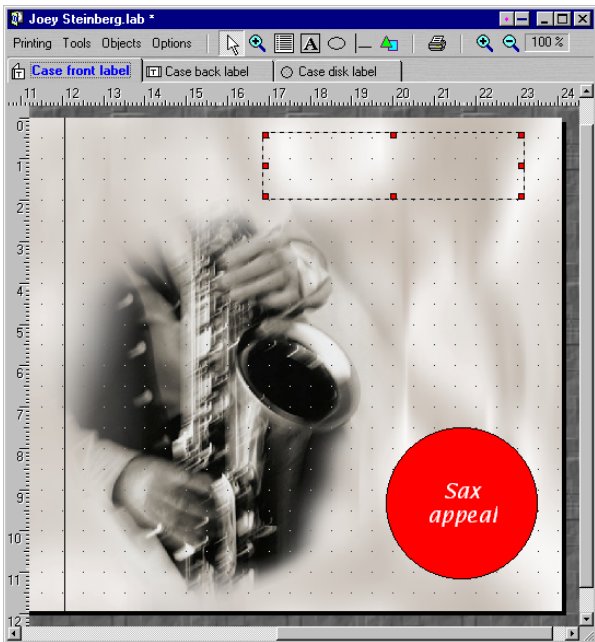 Joey Steinberg.lab *
Printing Tools Objects Options A 100 %
Case front label T Case back label Case disk label
11 12 13 14 15 16 17 18 19 20 21 22 23 24
0
1
2
3
4
5
6
7
8
9
10
11
12
Sax
appeal